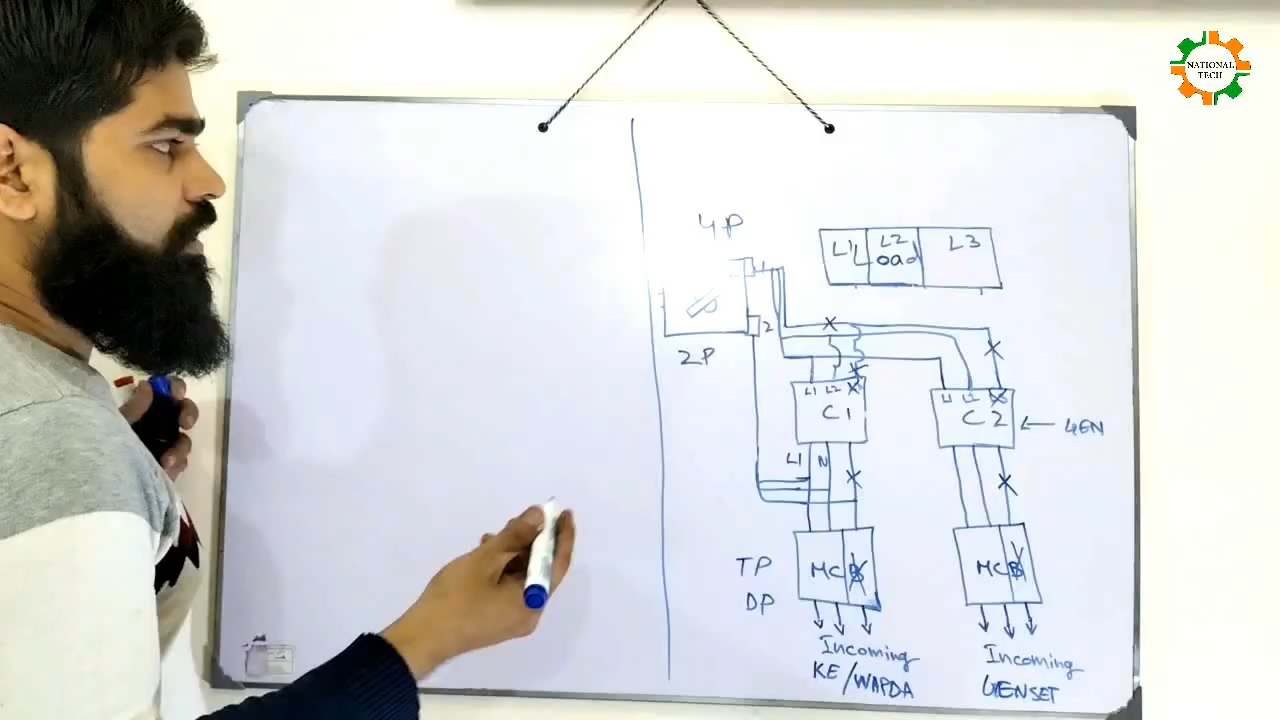 NATIONAL
TECH
4P
L1 L2 L3
Load
1
2
2P
L1 L2
C1
L1 L2
C2
GEN
L1 N
TP
DP
MCB
MCB
Incoming
KE/WAPDA
Incoming
GENSET